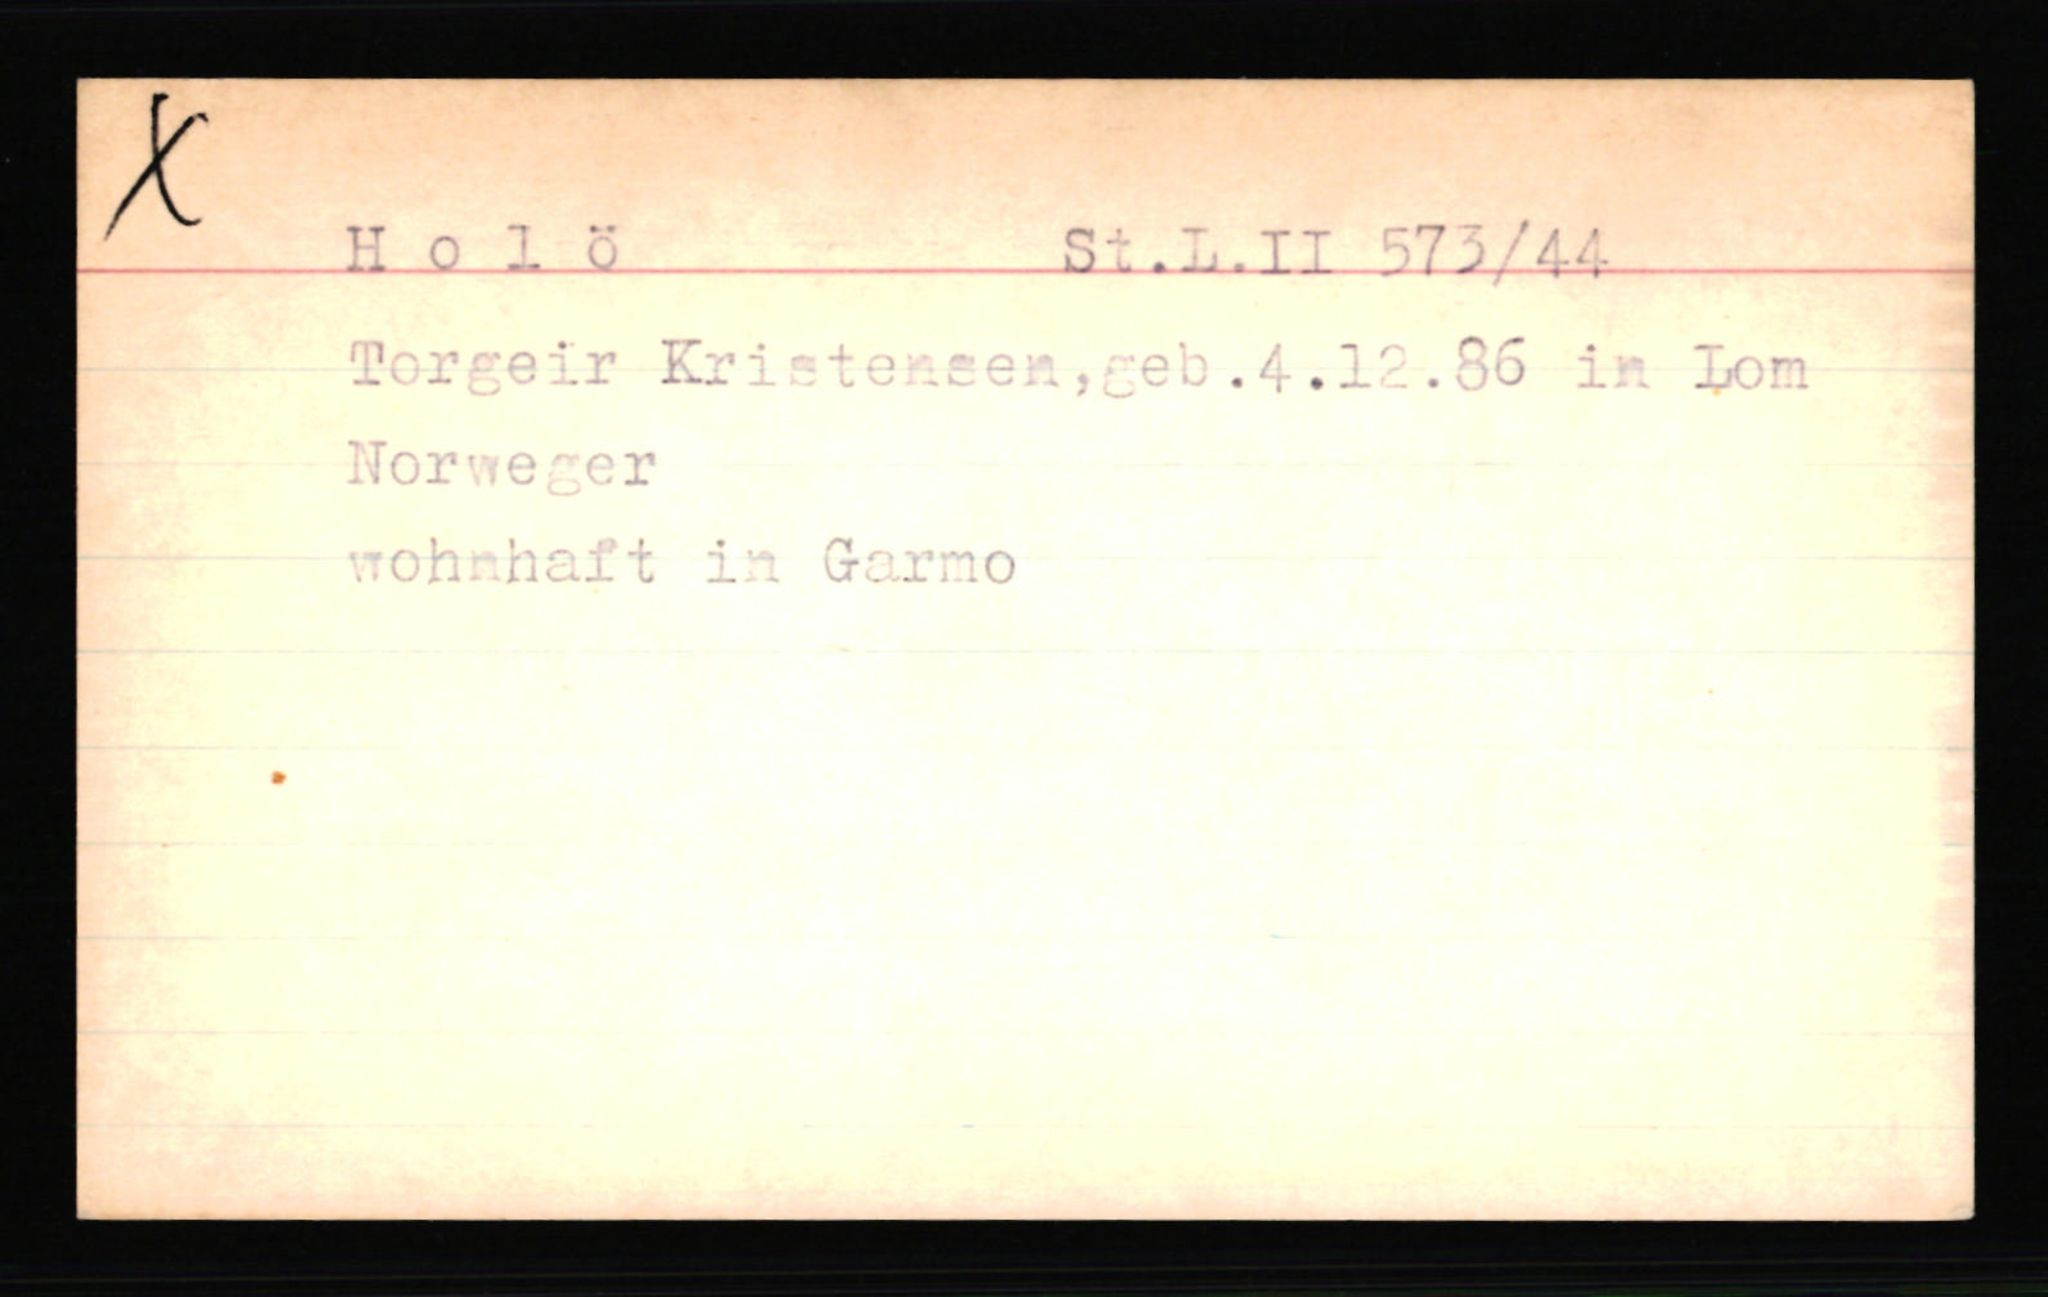 X
H o l ö St.L.II 573/44
Torgeir Kristensen,geb.4.12.86 in Lom
Norweger
wohnhaft in Garmo